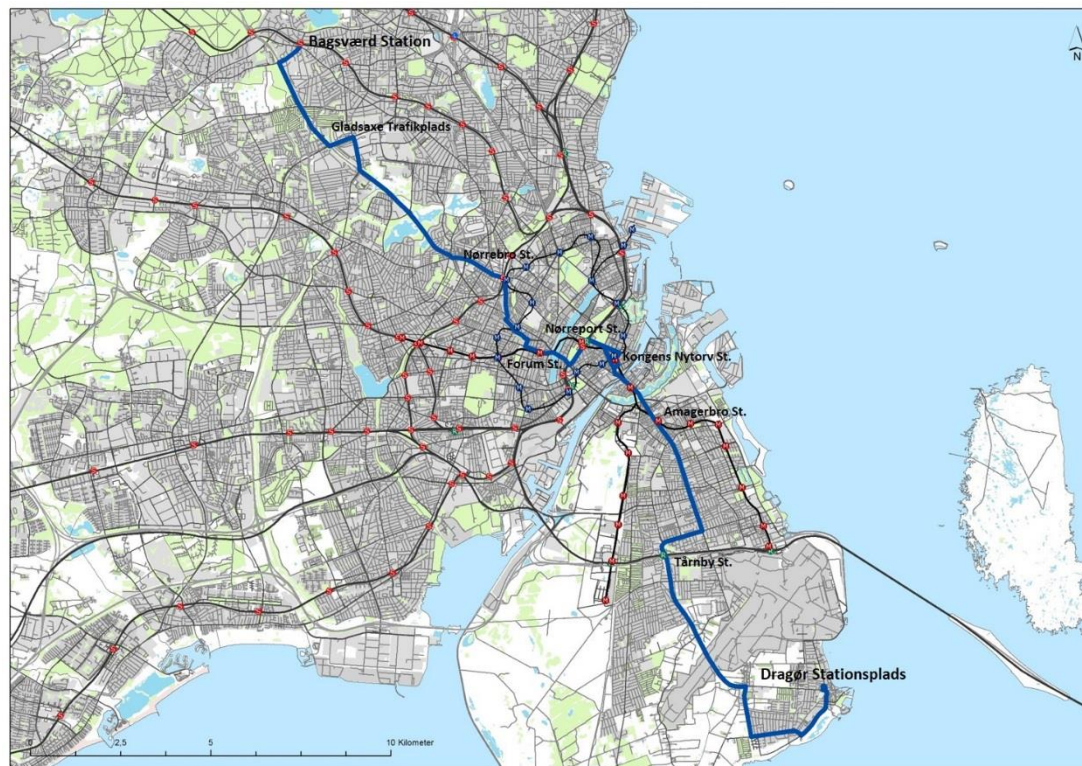 Bagsværd Station
N
Gladsaxe Trafikplads
Nørrebro St.
Nørreport St.
Forum St.
Kongens Nytorv St.
Amagerbro St.
Tårnby St.
Dragør Stationsplads
0 2,5 5 10 Kilometer